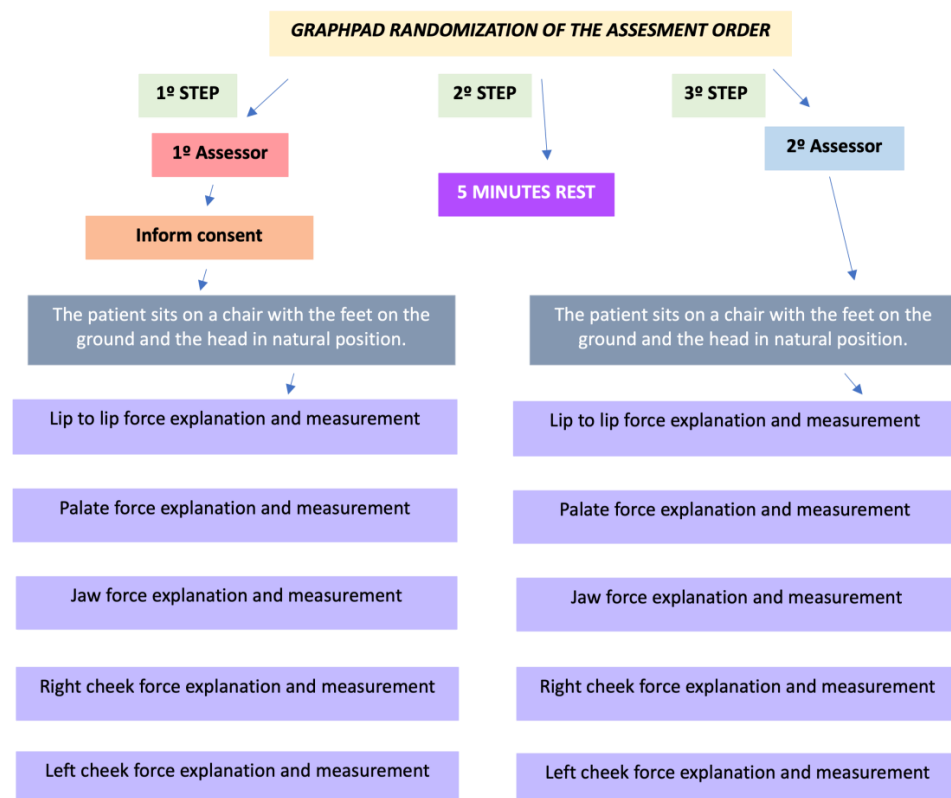 GRAPHPAD RANDOMIZATION OF THE ASSESMENT ORDER
1º STEP
2º STEP
3º STEP
1º Assessor
2º Assessor
5 MINUTES REST
Inform consent
The patient sits on a chair with the feet on the
ground and the head in natural position.
The patient sits on a chair with the feet on the
ground and the head in natural position.
Lip to lip force explanation and measurement
Lip to lip force explanation and measurement
Palate force explanation and measurement
Palate force explanation and measurement
Jaw force explanation and measurement
Jaw force explanation and measurement
Right cheek force explanation and measurement
Right cheek force explanation and measurement
Left cheek force explanation and measurement
Left cheek force explanation and measurement